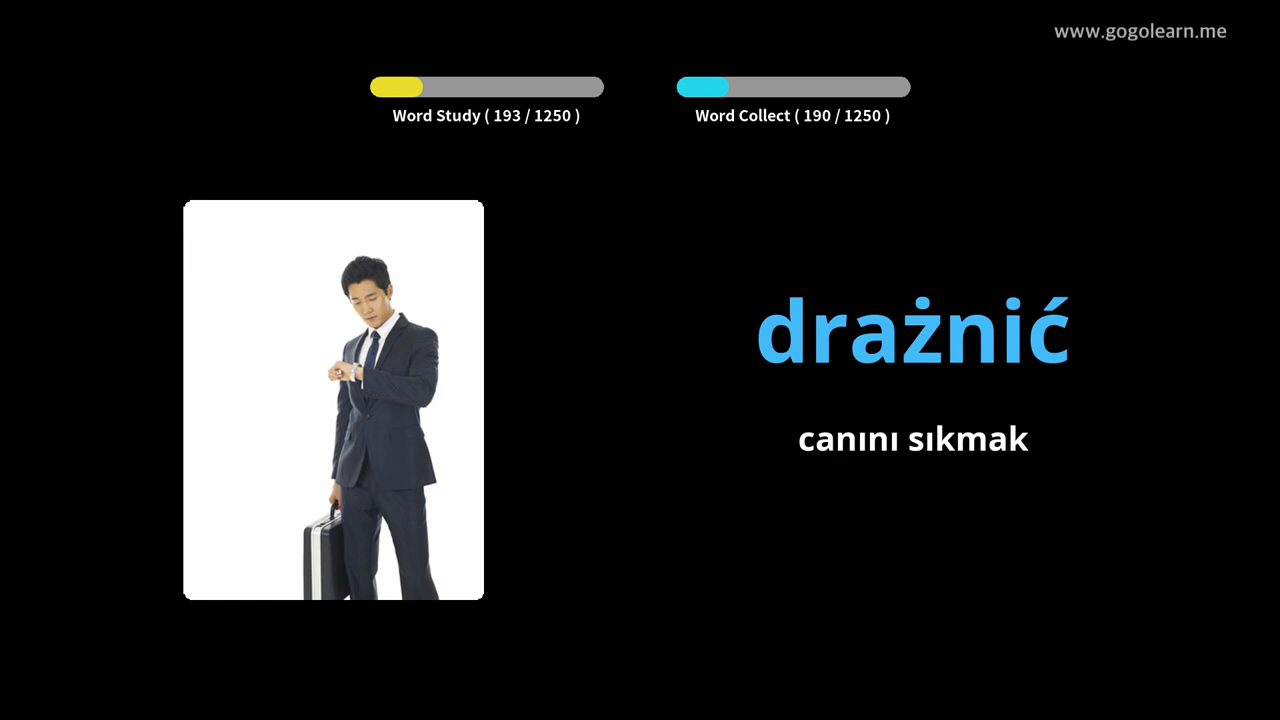 www.gogolearn.me
Word Study ( 193 / 1250 )
Word Collect ( 190 / 1250 )
drażnić
canını sıkmak